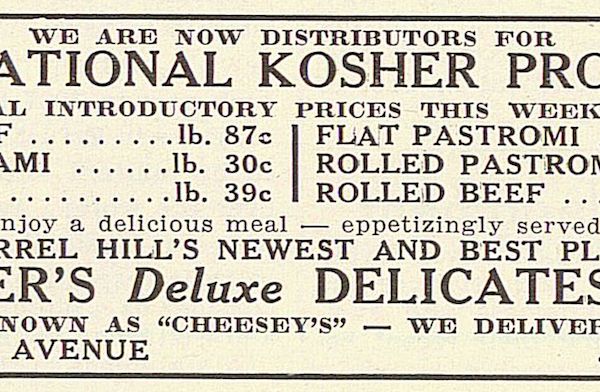 WE ARE NOW DISTRIBUTORS FOR
ATIONAL KOSHER PRO
AL INTRODUCTORY PRICES THIS WEEK
F ..........lb. 87c | FLAT PASTROMI
AMI ......lb. 30c | ROLLED PASTROM
............lb. 39c | ROLLED BEEF ...
njoy a delicious meal — eppetizingly served
RREL HILL'S NEWEST AND BEST PL
ER'S Deluxe DELICATES
NOWN AS "CHEESEY'S" — WE DELIVER
AVENUE